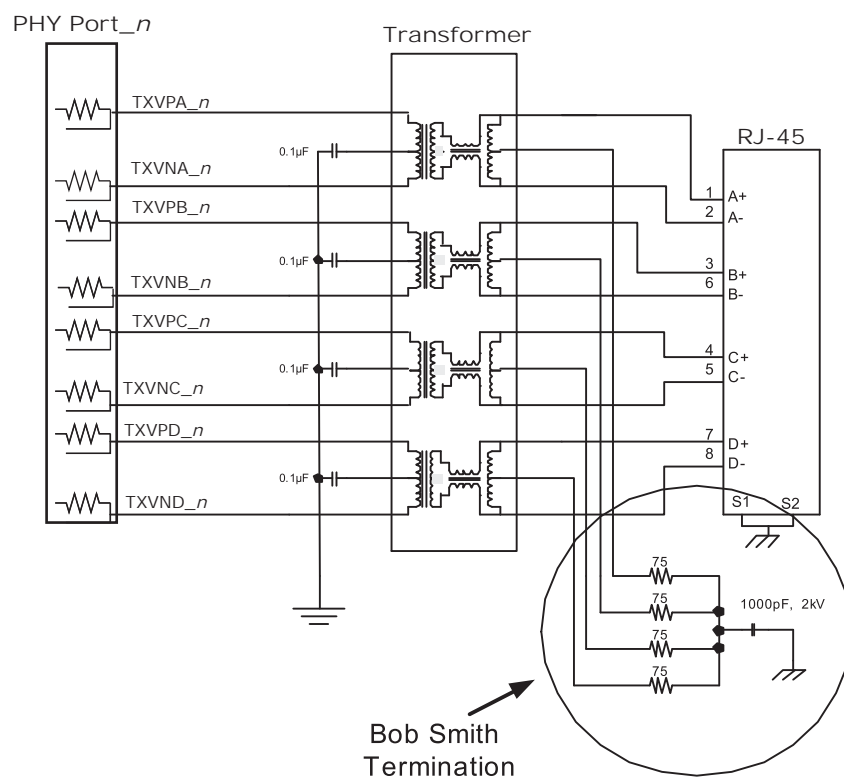 PHY Port_n
Transformer
RJ-45
TXVPA_n
0.1µF
TXVNA_n
TXVPB_n
0.1µF
TXVNB_n
TXVPC_n
0.1µF
TXVNC_n
TXVPD_n
0.1µF
TXVND_n
1 A+
2 A-
3 B+
6 B-
4 C+
5 C-
7 D+
8 D-
S1 S2
75
75
75
75
1000pF, 2kV
Bob Smith
Termination